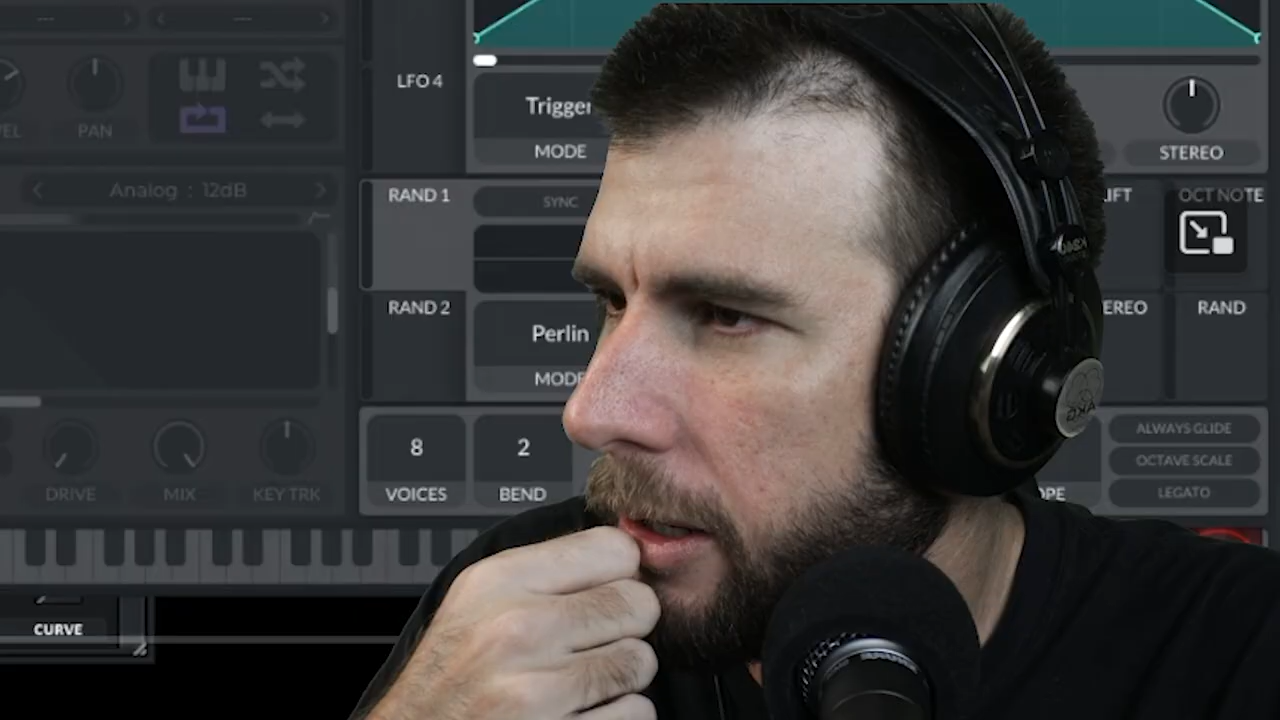 ---
---
LFO 4
Trigger
MODE
PAN
STEREO
Analog : 12dB
RAND 1
SYNC
OCT NOTE
RAND 2
Perlin
MODE
RAND
8
2
ALWAYS GLIDE
OCTAVE SCALE
DRIVE
MIX
KEY TRK
VOICES
BEND
LEGATO
CURVE